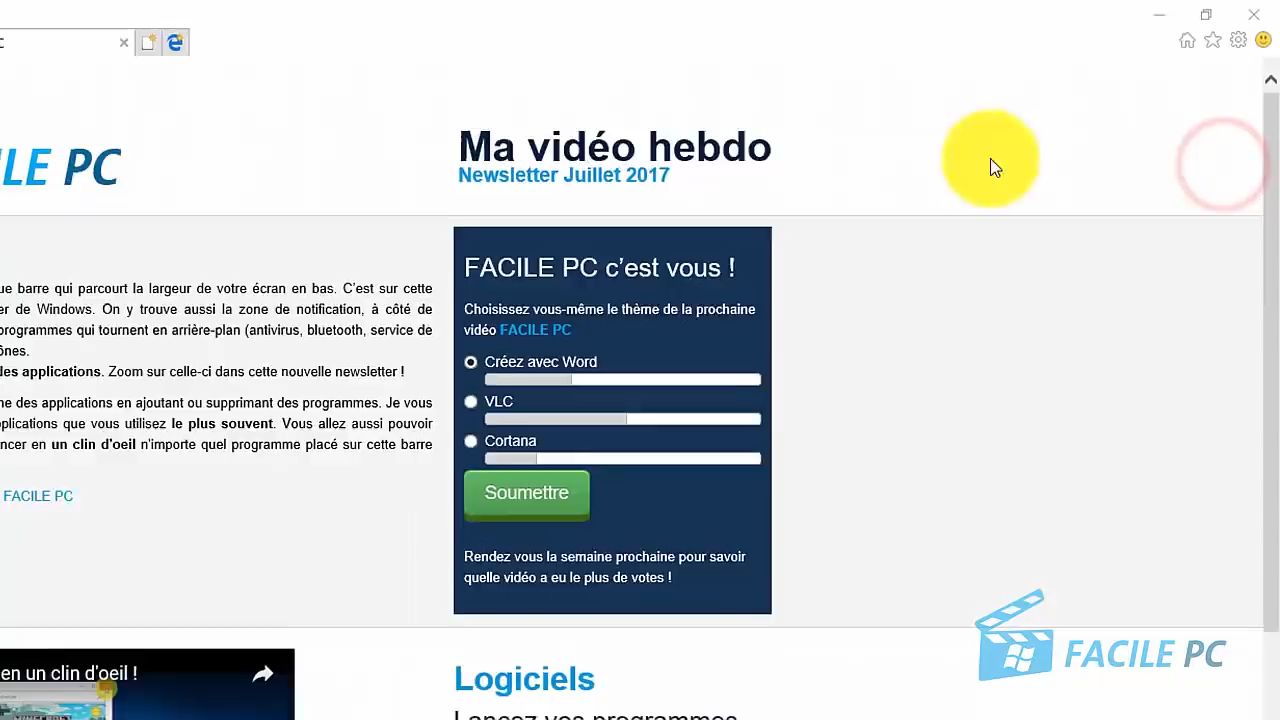 C
ILE PC
Ma vidéo hebdo
Newsletter Juillet 2017
ue barre qui parcourt la largeur de votre écran en bas. C'est sur cette
er de Windows. On y trouve aussi la zone de notification, à côté de
programmes qui tournent en arrière-plan (antivirus, bluetooth, service de
ônes.
des applications. Zoom sur celle-ci dans cette nouvelle newsletter !
ne des applications en ajoutant ou supprimant des programmes. Je vous
plications que vous utilisez le plus souvent. Vous allez aussi pouvoir
ncer en un clin d'oeil n'importe quel programme placé sur cette barre
FACILE PC
FACILE PC c'est vous !
Choisissez vous-même le thème de la prochaine
vidéo FACILE PC
Créez avec Word
VLC
Cortana
Soumettre
Rendez vous la semaine prochaine pour savoir
quelle vidéo a eu le plus de votes !
FACILE PC
en un clin d'oeil !
Logiciels
Lancez vos programmes